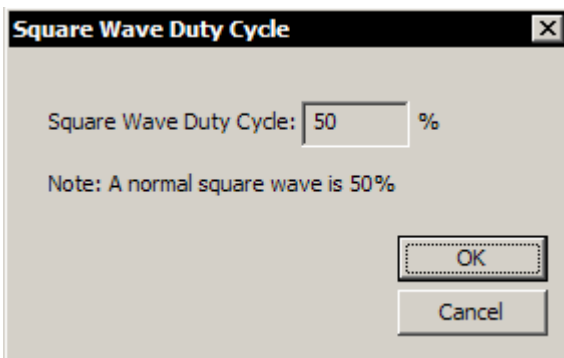 Square Wave Duty Cycle
Square Wave Duty Cycle: 50 %
Note: A normal square wave is 50%
OK
Cancel